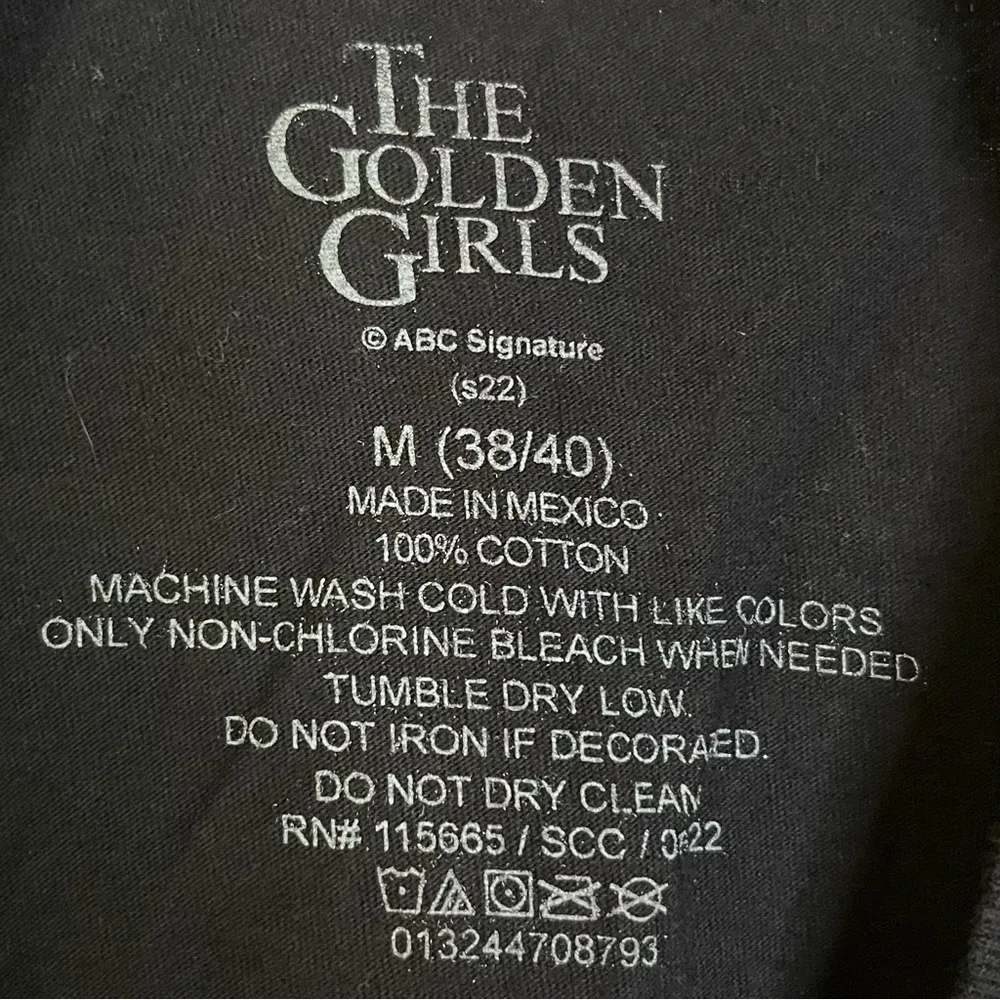 THE
GOLDEN
GIRLS
© ABC Signature
(s22)
M (38/40)
MADE IN MEXICO
100% COTTON
MACHINE WASH COLD WITH LIKE COLORS
ONLY NON-CHLORINE BLEACH WHEN NEEDED
TUMBLE DRY LOW.
DO NOT IRON IF DECORAED.
DO NOT DRY CLEAN
RN# 115665 / SCC /
013244708793